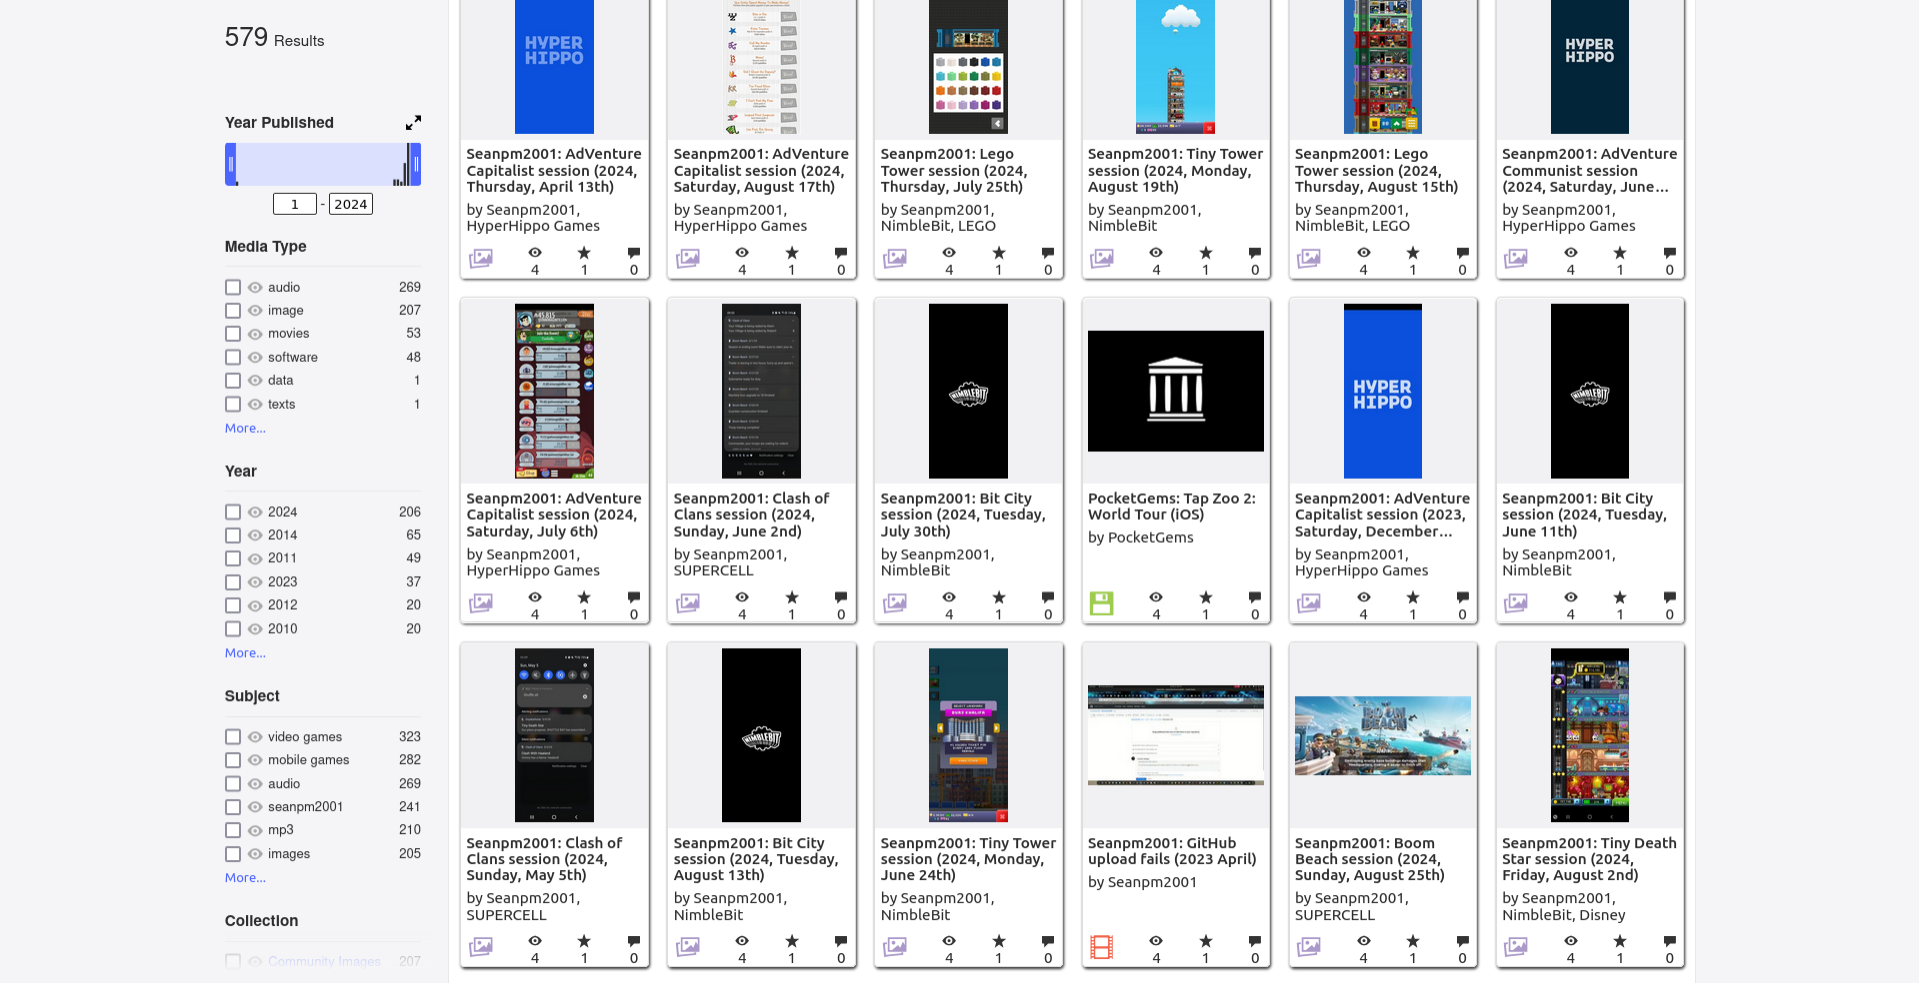 579 Results
Year Published
1 - 2024
Media Type
audio 269
image 207
movies 53
software 48
data 1
texts 1
More...
Year
2024 206
2014 65
2011 49
2023 37
2012 20
2010 20
More...
Subject
video games 323
mobile games 282
audio 269
seanpm2001 241
mp3 210
images 205
More...
Collection
Community Images 207
HYPER
HIPPO
Seanpm2001: AdVenture
Capitalist session (2024,
Thursday, April 13th)
by Seanpm2001,
HyperHippo Games
4 1 0
Seanpm2001: AdVenture
Capitalist session (2024,
Saturday, August 17th)
by Seanpm2001,
HyperHippo Games
4 1 0
Seanpm2001: Lego
Tower session (2024,
Thursday, July 25th)
by Seanpm2001,
NimbleBit, LEGO
4 1 0
Seanpm2001: Tiny Tower
session (2024, Monday,
August 19th)
by Seanpm2001,
NimbleBit
4 1 0
Seanpm2001: Lego
Tower session (2024,
Thursday, August 15th)
by Seanpm2001,
NimbleBit, LEGO
4 1 0
HYPER
HIPPO
Seanpm2001: AdVenture
Communist session
(2024, Saturday, June...
by Seanpm2001,
HyperHippo Games
4 1 0
Seanpm2001: AdVenture
Capitalist session (2024,
Saturday, July 6th)
by Seanpm2001,
HyperHippo Games
4 1 0
Seanpm2001: Clash of
Clans session (2024,
Sunday, June 2nd)
by Seanpm2001,
SUPERCELL
4 1 0
NIMBLEBIT
Seanpm2001: Bit City
session (2024, Tuesday,
July 30th)
by Seanpm2001,
NimbleBit
4 1 0
PocketGems: Tap Zoo 2:
World Tour (iOS)
by PocketGems
4 1 0
HYPER
HIPPO
Seanpm2001: AdVenture
Capitalist session (2023,
Saturday, December...
by Seanpm2001,
HyperHippo Games
4 1 0
NIMBLEBIT
Seanpm2001: Bit City
session (2024, Tuesday,
June 11th)
by Seanpm2001,
NimbleBit
4 1 0
Sun, May 5
Seanpm2001: Clash of
Clans session (2024,
Sunday, May 5th)
by Seanpm2001,
SUPERCELL
4 1 0
NIMBLEBIT
Seanpm2001: Bit City
session (2024, Tuesday,
August 13th)
by Seanpm2001,
NimbleBit
4 1 0
Seanpm2001: Tiny Tower
session (2024, Monday,
June 24th)
by Seanpm2001,
NimbleBit
4 1 0
Seanpm2001: GitHub
upload fails (2023 April)
by Seanpm2001
4 1 0
BOOM
BEACH
Seanpm2001: Boom
Beach session (2024,
Sunday, August 25th)
by Seanpm2001,
SUPERCELL
4 1 0
Seanpm2001: Tiny Death
Star session (2024,
Friday, August 2nd)
by Seanpm2001,
NimbleBit, Disney
4 1 0